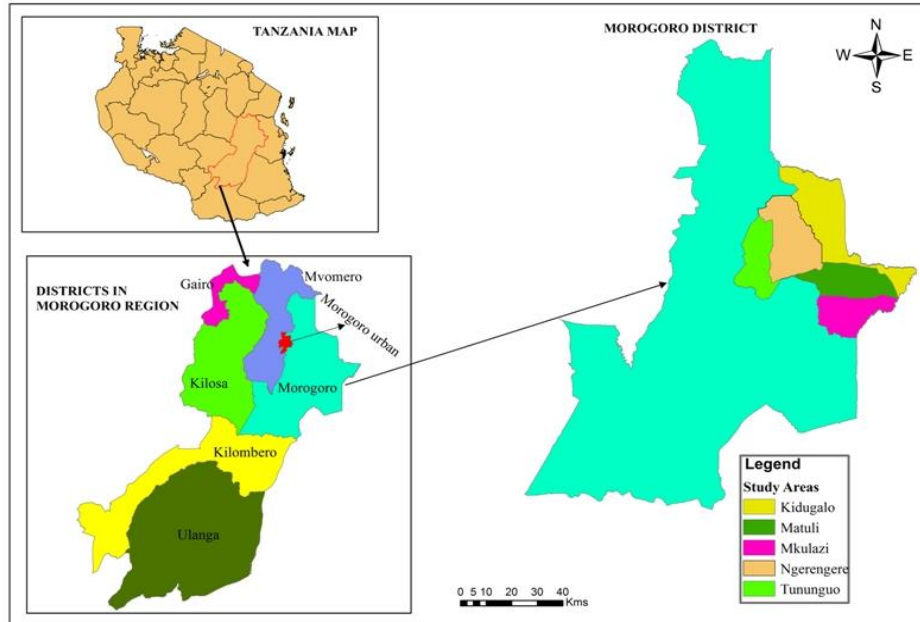 TANZANIA MAP
MOROGORO DISTRICT
N
W E
S
DISTRICTS IN
MOROGORO REGION
Gairo
Mvomero
Morogoro urban
Kilosa
Morogoro
Kilombero
Ulanga
Legend
Study Areas
Kidugalo
Matuli
Mkulazi
Ngerengere
Tununguo
0 5 10 20 30 40
Kms